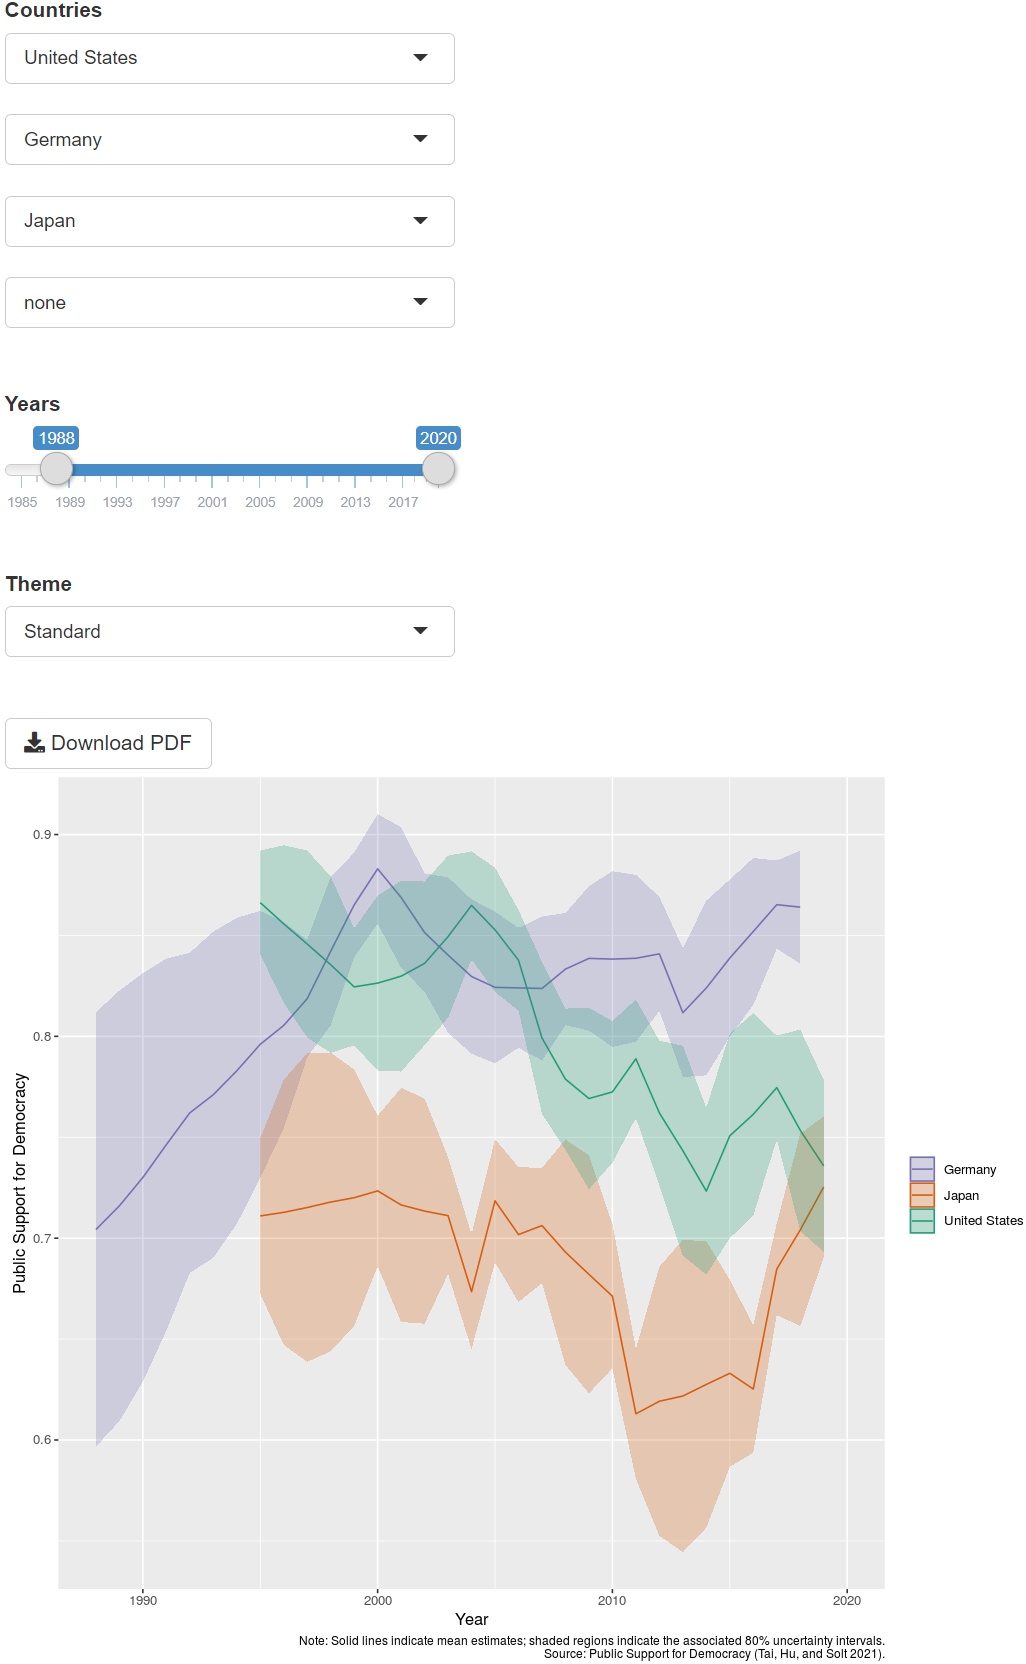 Countries
United States
Germany
Japan
none
Years
1988 2020
1985 1989 1993 1997 2001 2005 2009 2013 2017
Theme
Standard
Download PDF
0.9
0.8
0.7
0.6
Public Support for Democracy
1990 2000 2010 2020
Year
Germany
Japan
United States
Note: Solid lines indicate mean estimates; shaded regions indicate the associated 80% uncertainty intervals.
Source: Public Support for Democracy (Tai, Hu, and Solt 2021).